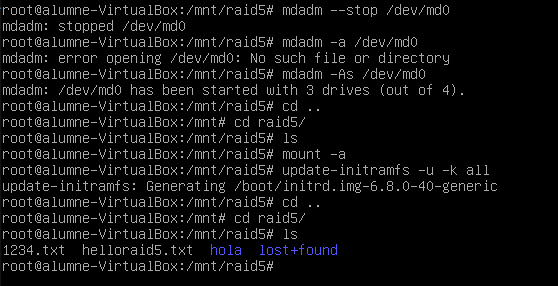 root@alumne-VirtualBox:/mnt/raid5# mdadm --stop /dev/md0
mdadm: stopped /dev/md0
root@alumne-VirtualBox:/mnt/raid5# mdadm -a /dev/md0
mdadm: error opening /dev/md0: No such file or directory
root@alumne-VirtualBox:/mnt/raid5# mdadm -As /dev/md0
mdadm: /dev/md0 has been started with 3 drives (out of 4).
root@alumne-VirtualBox:/mnt/raid5# cd ..
root@alumne-VirtualBox:/mnt# cd raid5/
root@alumne-VirtualBox:/mnt/raid5# ls
root@alumne-VirtualBox:/mnt/raid5# mount -a
root@alumne-VirtualBox:/mnt/raid5# update-initramfs -u -k all
update-initramfs: Generating /boot/initrd.img-6.8.0-40-generic
root@alumne-VirtualBox:/mnt/raid5# cd ..
root@alumne-VirtualBox:/mnt# cd raid5/
root@alumne-VirtualBox:/mnt/raid5# ls
1234.txt  helloraid5.txt  hola  lost+found
root@alumne-VirtualBox:/mnt/raid5#